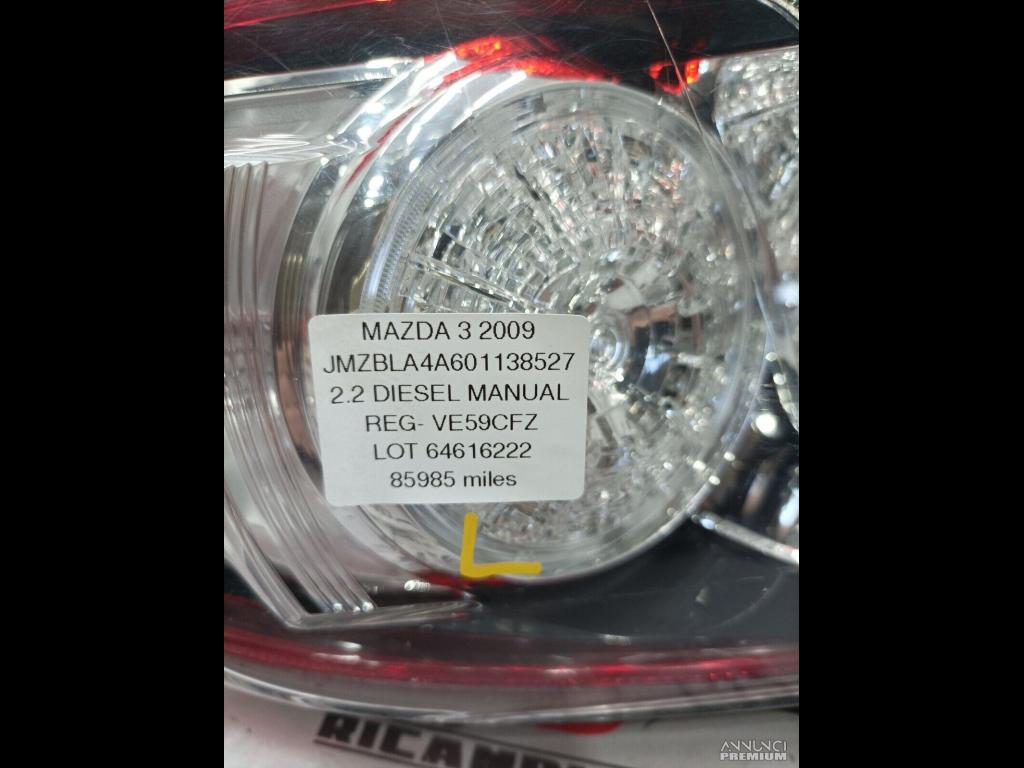 MAZDA 3 2009
JMZBLA4A601138527
2.2 DIESEL MANUAL
REG- VE59CFZ
LOT 64616222
85985 miles
L
ANNUNCI
PREMIUM